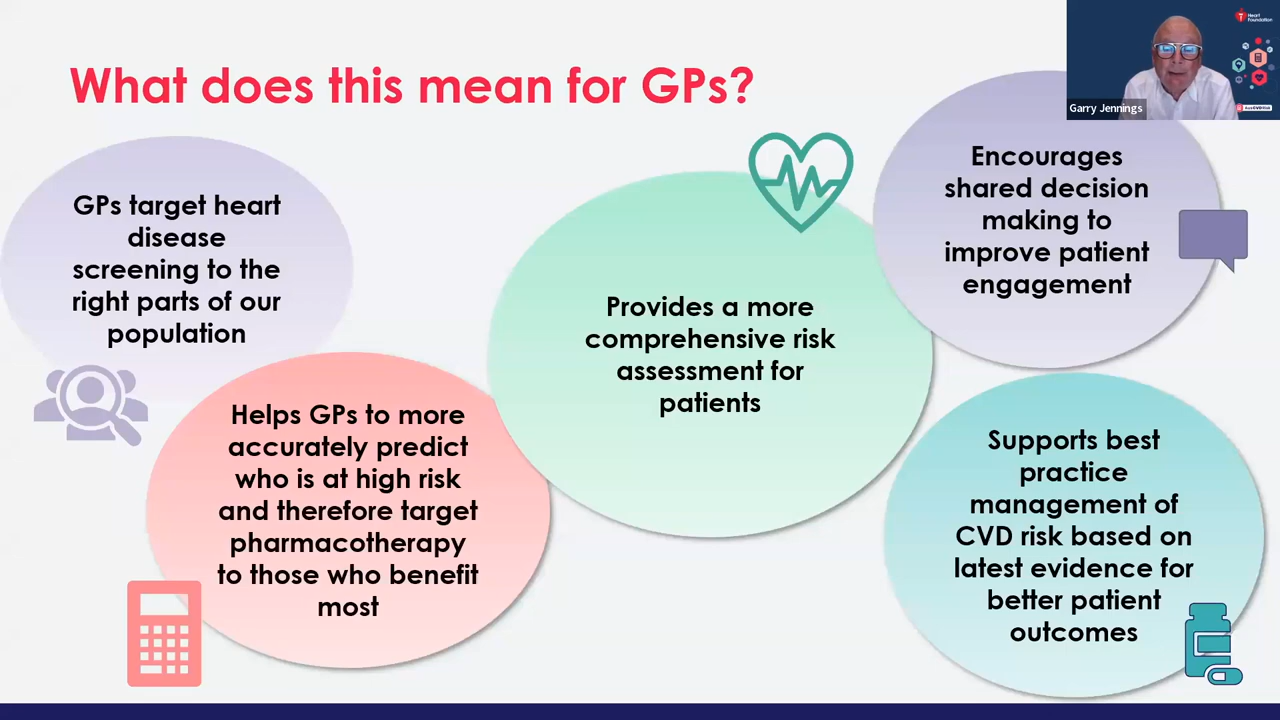 What does this mean for GPs?
GPs target heart
disease
screening to the
right parts of our
population
Helps GPs to more
accurately predict
who is at high risk
and therefore target
pharmacotherapy
to those who benefit
most
Provides a more
comprehensive risk
assessment for
patients
Encourages
shared decision
making to
improve patient
engagement
Supports best
practice
management of
CVD risk based on
latest evidence for
better patient
outcomes
Heart
Foundation
Garry Jennings